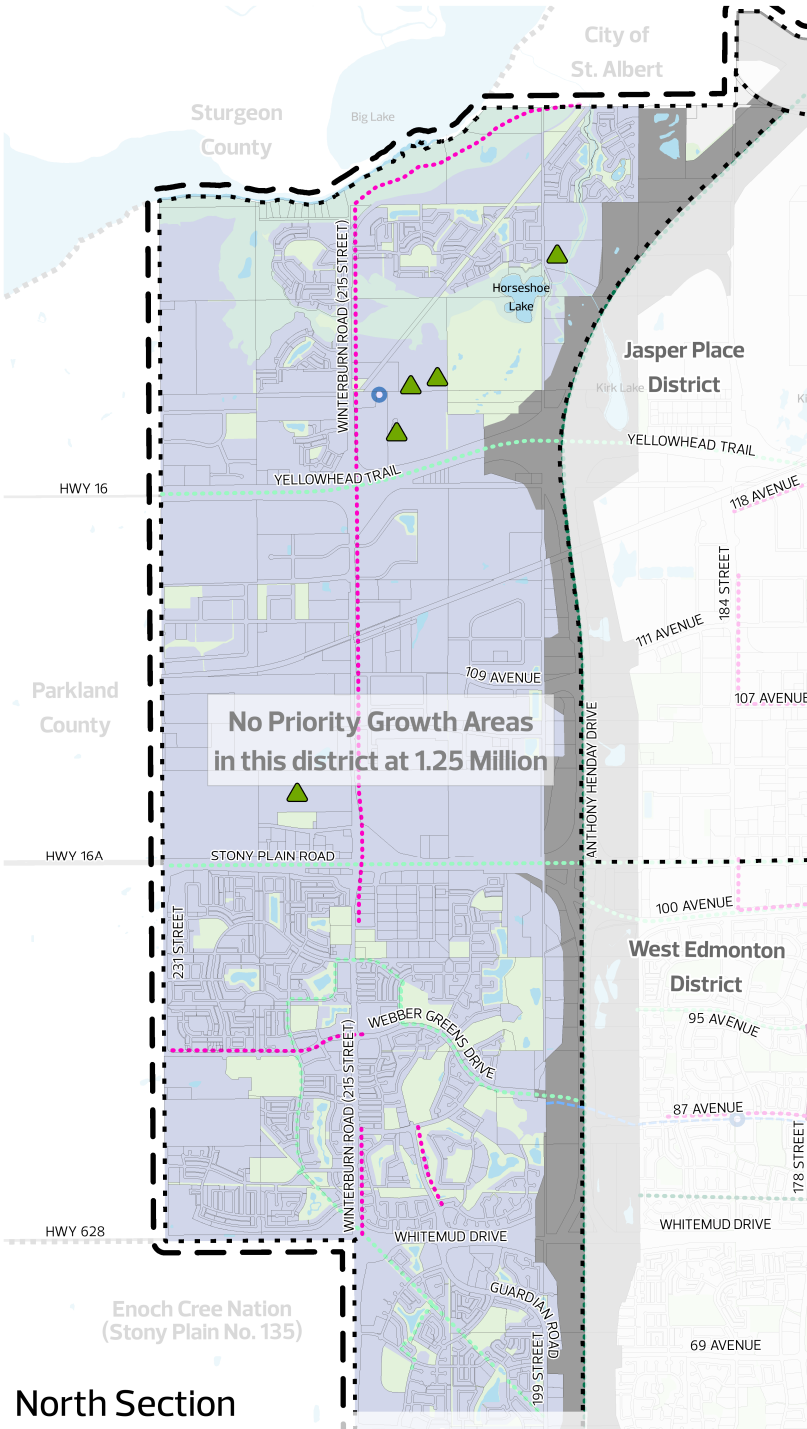 City of
St. Albert
Sturgeon
County
Big Lake
WINTERBURN ROAD (215 STREET)
Horseshoe
Lake
Jasper Place
District
Kirk Lake
YELLOWHEAD TRAIL
YELLOWHEAD TRAIL
HWY 16
118 AVENUE
184 STREET
111 AVENUE
109 AVENUE
Parkland
County
107 AVENUE
No Priority Growth Areas
in this district at 1.25 Million
ANTHONY HENDAY DRIVE
HWY 16A
STONY PLAIN ROAD
100 AVENUE
231 STREET
West Edmonton
District
WEBBER GREENS DRIVE
95 AVENUE
WINTERBURN ROAD (215 STREET)
87 AVENUE
178 STREET
HWY 628
WHITEMUD DRIVE
WHITEMUD DRIVE
Enoch Cree Nation
(Stony Plain No. 135)
GUARDIAN ROAD
199 STREET
69 AVENUE
North Section